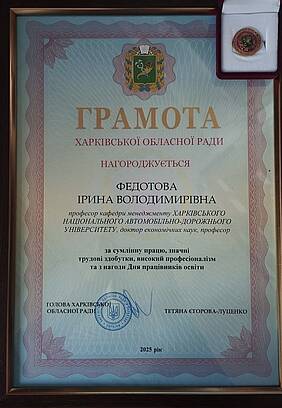 ГРАМОТА
ХАРКІВСЬКОЇ ОБЛАСНОЇ РАДИ
НАГОРОДЖУЄТЬСЯ
ФЕДОТОВА
ІРИНА ВОЛОДИМИРІВНА
професор кафедри менеджменту ХАРКІВСЬКОГО
НАЦІОНАЛЬНОГО АВТОМОБІЛЬНО-ДОРОЖНЬОГО
УНІВЕРСИТЕТУ, доктор економічних наук, професор
за сумлінну працю, значні
трудові здобутки, високий професіоналізм
та з нагоди Дня працівників освіти
ГОЛОВА ХАРКІВСЬКОЇ
ОБЛАСНОЇ РАДИ
ТЕТЯНА ЄГОРОВА-ЛУЦЕНКО
2025 рік